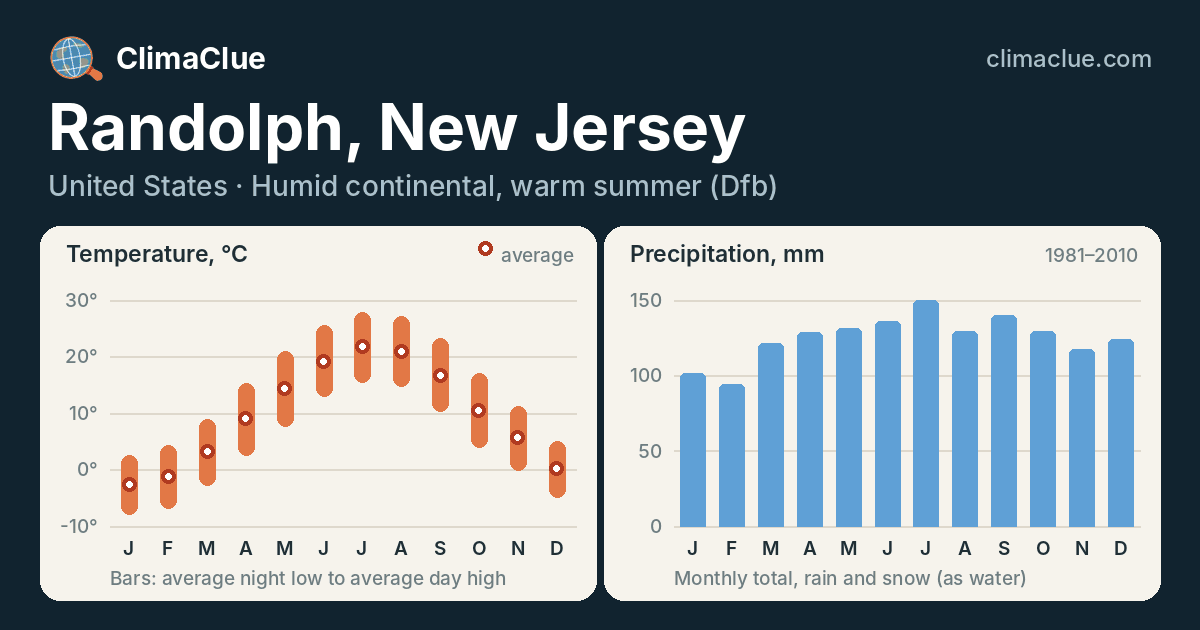 ClimaClue
climaclue.com
Randolph, New Jersey
United States · Humid continental, warm summer (Dfb)
Temperature, °C
average
30°
20°
10°
0°
-10°
J F M A M J J A S O N D
Bars: average night low to average day high
Precipitation, mm
1981–2010
150
100
50
0
J F M A M J J A S O N D
Monthly total, rain and snow (as water)